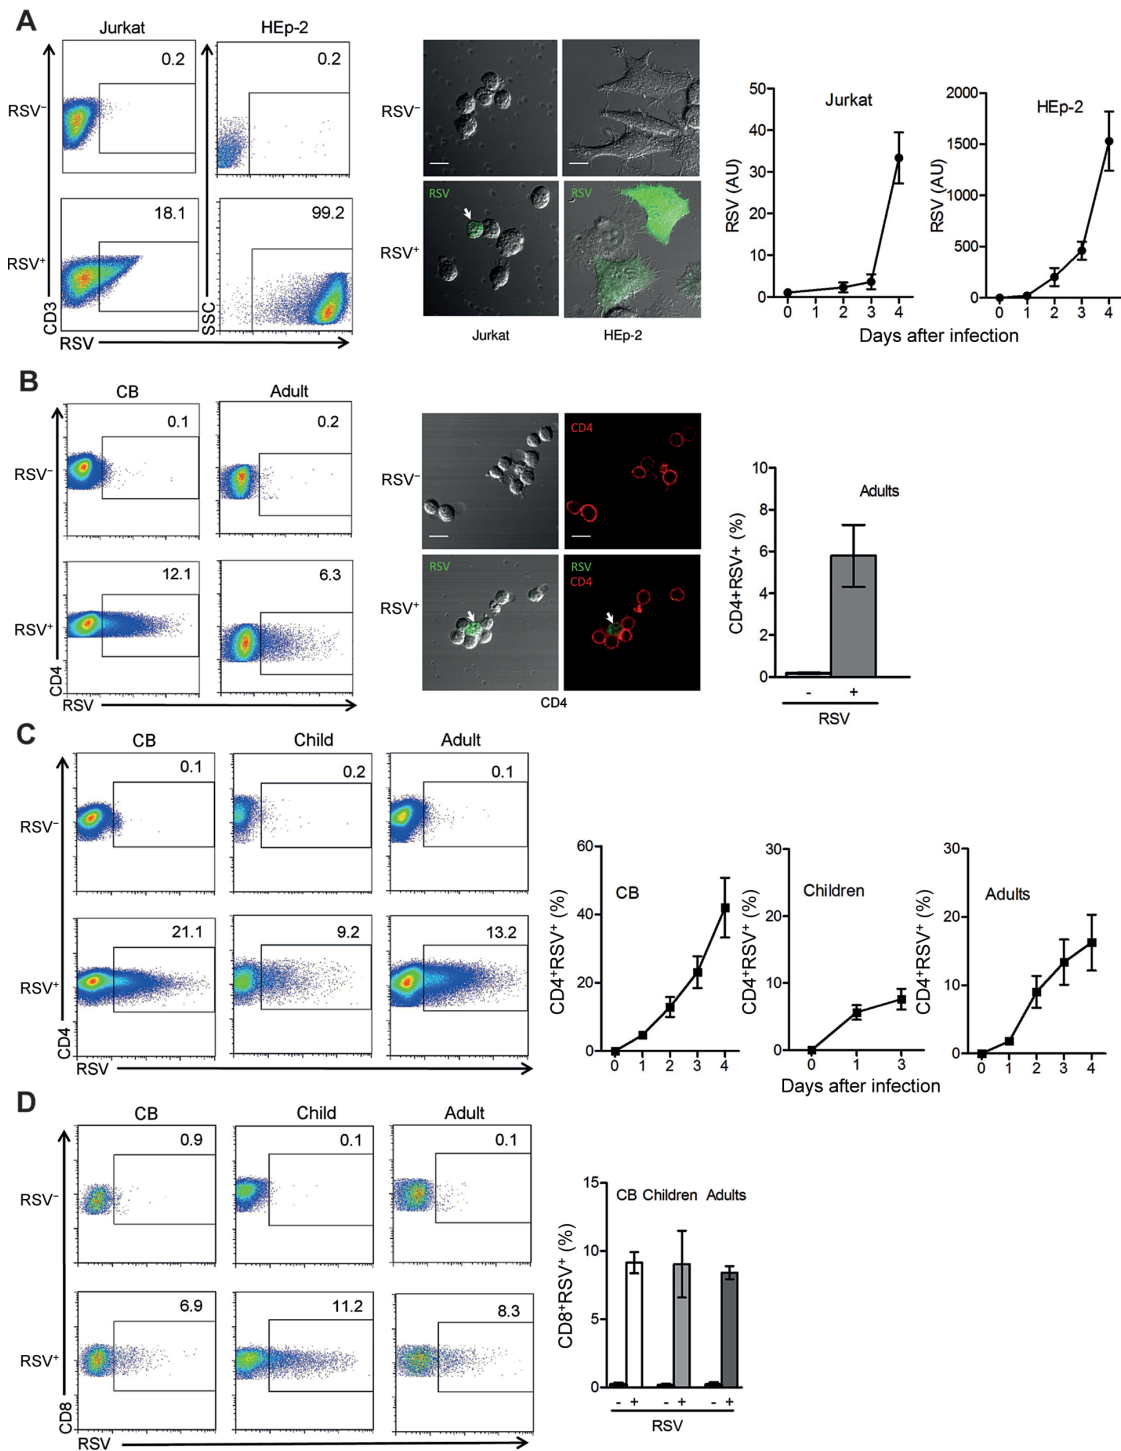 A
Jurkat
HEp-2
RSV⁻
0.2
0.2
RSV⁺
18.1
99.2
CD3
SSC
RSV
RSV⁻
RSV⁺
RSV
RSV
Jurkat
HEp-2
Jurkat
RSV (AU)
50
40
30
20
10
0
0 1 2 3 4
HEp-2
RSV (AU)
2000
1500
1000
500
0
0 1 2 3 4
Days after infection
B
CB
Adult
RSV⁻
0.1
0.2
RSV⁺
12.1
6.3
CD4
RSV
RSV⁻
CD4
RSV⁺
RSV
RSV
CD4
CD4
Adults
CD4+RSV+ (%)
10
8
6
4
2
0
- +
RSV
C
CB
Child
Adult
RSV⁻
0.1
0.2
0.1
RSV⁺
21.1
9.2
13.2
CD4
RSV
CB
CD4⁺RSV⁺ (%)
60
40
20
0
0 1 2 3 4
Children
CD4⁺RSV⁺ (%)
30
20
10
0
0 1 3
Adults
CD4⁺RSV⁺ (%)
30
20
10
0
0 1 2 3 4
Days after infection
D
CB
Child
Adult
RSV⁻
0.9
0.1
0.1
RSV⁺
6.9
11.2
8.3
CD8
RSV
CB Children Adults
CD8⁺RSV⁺ (%)
15
10
5
0
- + - + - +
RSV